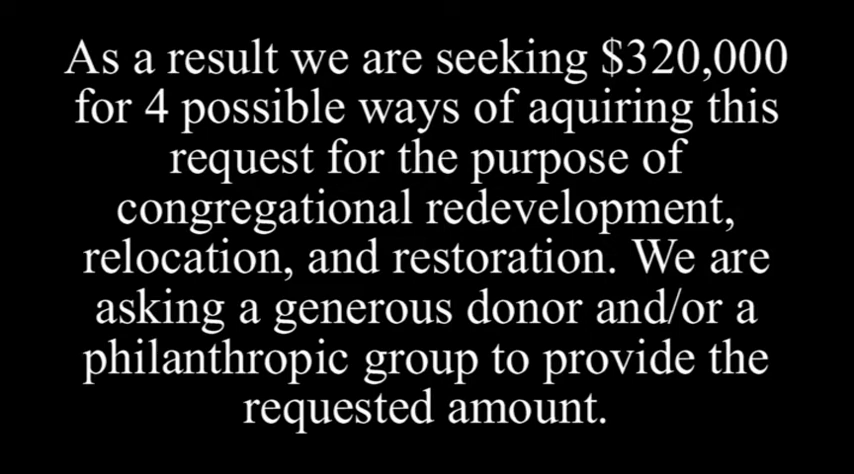 As a result we are seeking $320,000
for 4 possible ways of aquiring this
request for the purpose of
congregational redevelopment,
relocation, and restoration. We are
asking a generous donor and/or a
philanthropic group to provide the
requested amount.